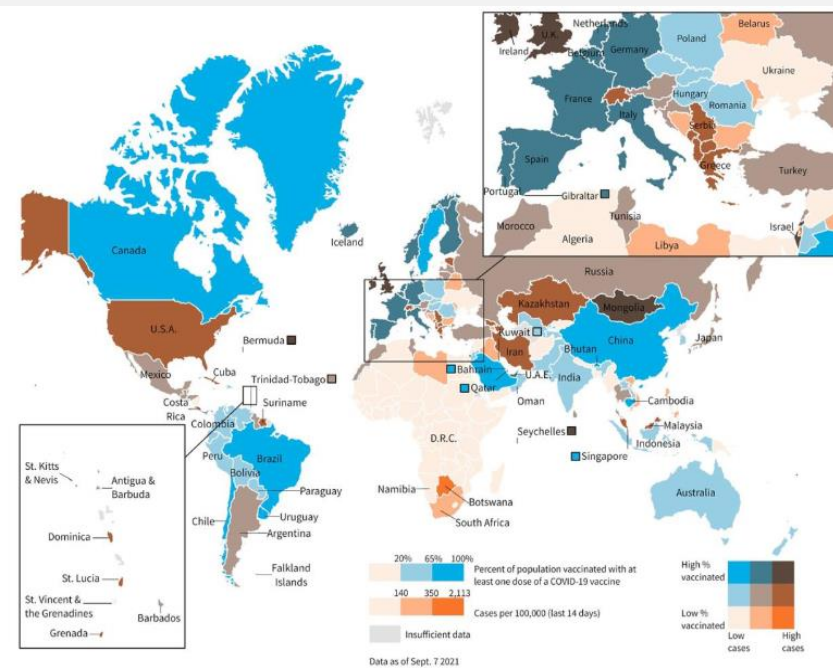 Netherlands
Belarus
U.K.
Ireland
Belgium
Germany
Poland
Ukraine
France
Hungary
Romania
Italy
Serbia
Spain
Greece
Turkey
Portugal
Gibraltar
Tunisia
Morocco
Algeria
Libya
Israel
Iceland
Canada
Russia
U.S.A.
Kazakhstan
Mongolia
Bermuda
Kuwait
Iran
China
Japan
Bhutan
Mexico
Cuba
Trinidad-Tobago
Bahrain
U.A.E.
India
Qatar
Costa
Rica
Suriname
Oman
Cambodia
Colombia
Malaysia
Seychelles
Indonesia
D.R.C.
Peru
Brazil
Singapore
Bolivia
St. Kitts
& Nevis
Antigua &
Barbuda
Paraguay
Namibia
Botswana
Australia
Chile
Uruguay
South Africa
Argentina
Dominica
Falkland
Islands
St. Lucia
St. Vincent &
the Grenadines
Barbados
Grenada
20% 65% 100%
Percent of population vaccinated with at
least one dose of a COVID-19 vaccine
140 350 2,113
Cases per 100,000 (last 14 days)
Insufficient data
Data as of Sept. 7 2021
High %
vaccinated
Low %
vaccinated
Low
cases
High
cases